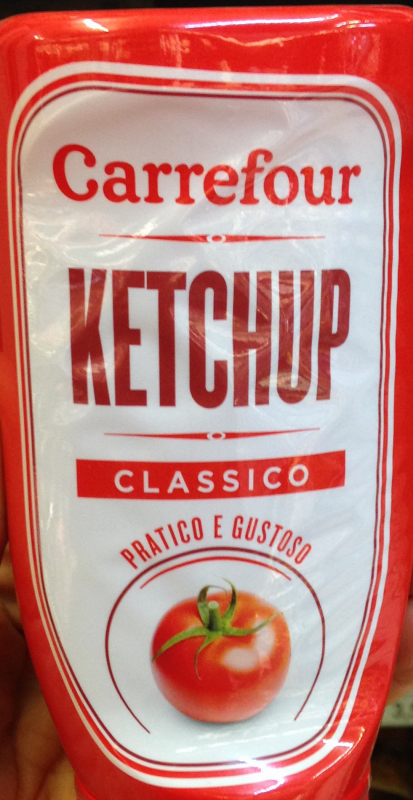 Carrefour
KETCHUP
CLASSICO
PRATICO E GUSTOSO